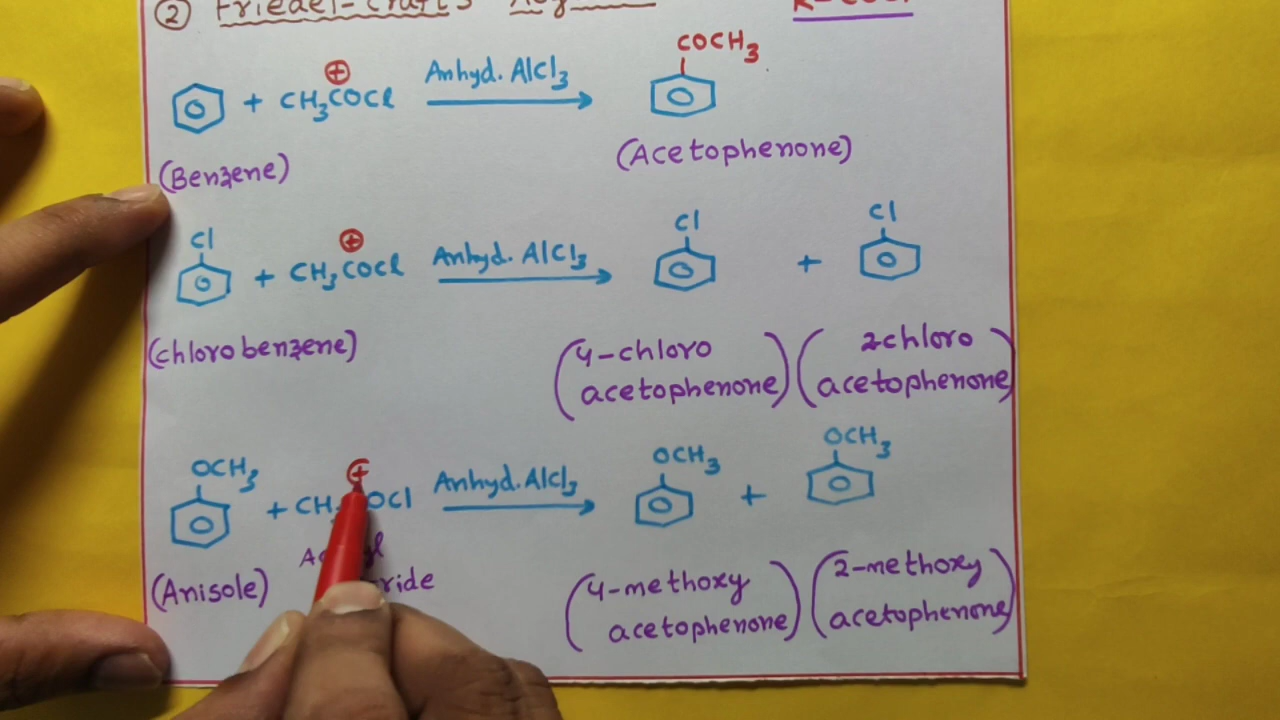 ② Friedel-Crafts
COCH3
⊕
Anhyd. AlCl3
+ CH3COCl
(Benzene)
(Acetophenone)
Cl
Cl
Cl
⊕
+ CH3COCl
Anhyd. AlCl3
+
(chlorobenzene)
(4-chloro
acetophenone)
(2chloro
acetophenone)
OCH3
OCH3
OCH3
⊕
Anhyd. AlCl3
+
+
(Anisole)
(4-methoxy
acetophenone)
(2-methoxy
acetophenone)